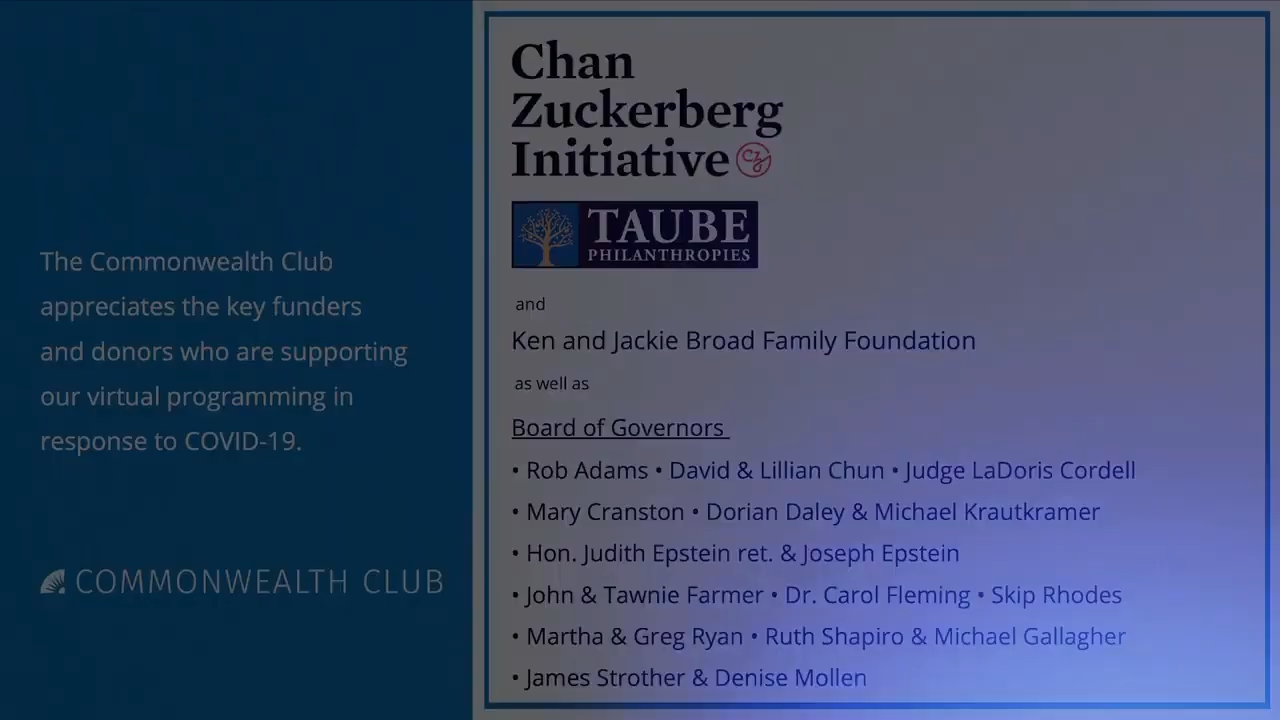 The Commonwealth Club
appreciates the key funders
and donors who are supporting
our virtual programming in
response to COVID-19.
COMMONWEALTH CLUB
Chan
Zuckerberg
Initiative cz
TAUBE
PHILANTHROPIES
and
Ken and Jackie Broad Family Foundation
as well as
Board of Governors
• Rob Adams • David & Lillian Chun • Judge LaDoris Cordell
• Mary Cranston • Dorian Daley & Michael Krautkramer
• Hon. Judith Epstein ret. & Joseph Epstein
• John & Tawnie Farmer • Dr. Carol Fleming • Skip Rhodes
• Martha & Greg Ryan • Ruth Shapiro & Michael Gallagher
• James Strother & Denise Mollen